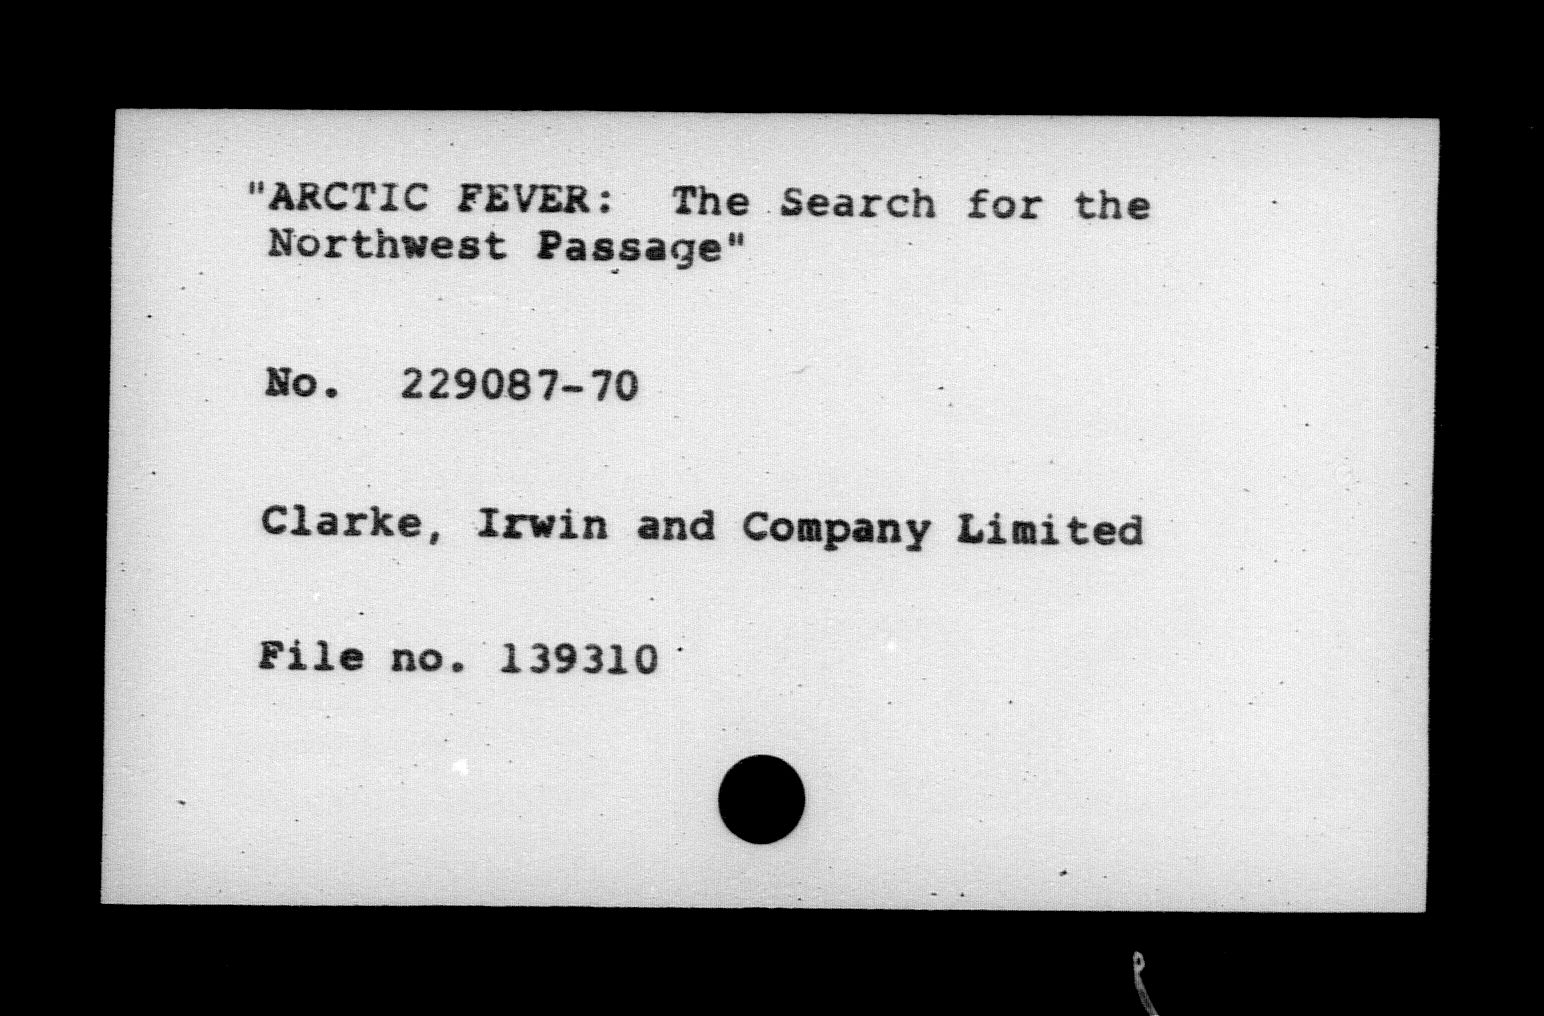 "ARCTIC FEVER: The Search for the
Northwest Passage"
No. 229087-70
Clarke, Irwin and Company Limited
File no. 139310